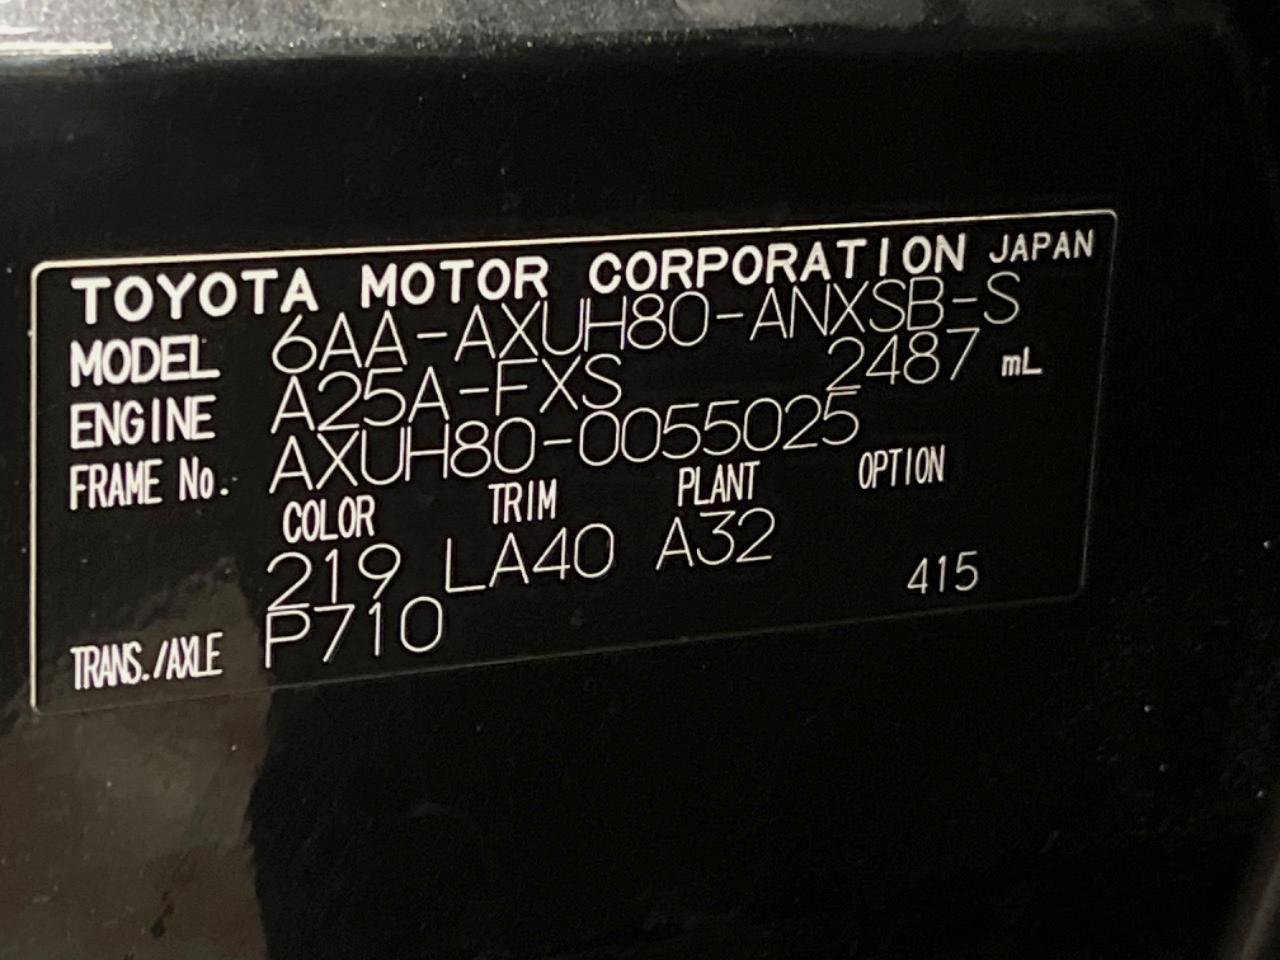 TOYOTA MOTOR CORPORATION JAPAN
MODEL 6AA-AXUH80-ANXSB-S
ENGINE A25A-FXS 2487 mL
FRAME No. AXUH80-0055025
COLOR TRIM PLANT OPTION
219 LA40 A32
415
TRANS./AXLE P710